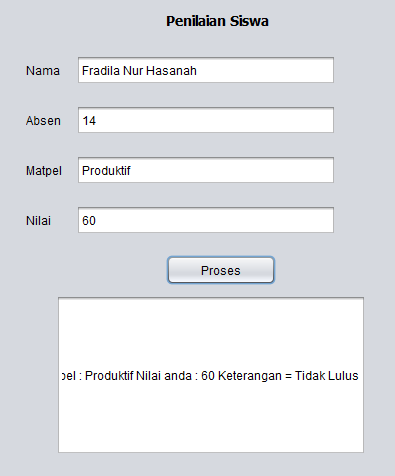 Penilaian Siswa
Nama Fradila Nur Hasanah
Absen 14
Matpel Produktif
Nilai 60
Proses
pel : Produktif Nilai anda : 60 Keterangan = Tidak Lulus